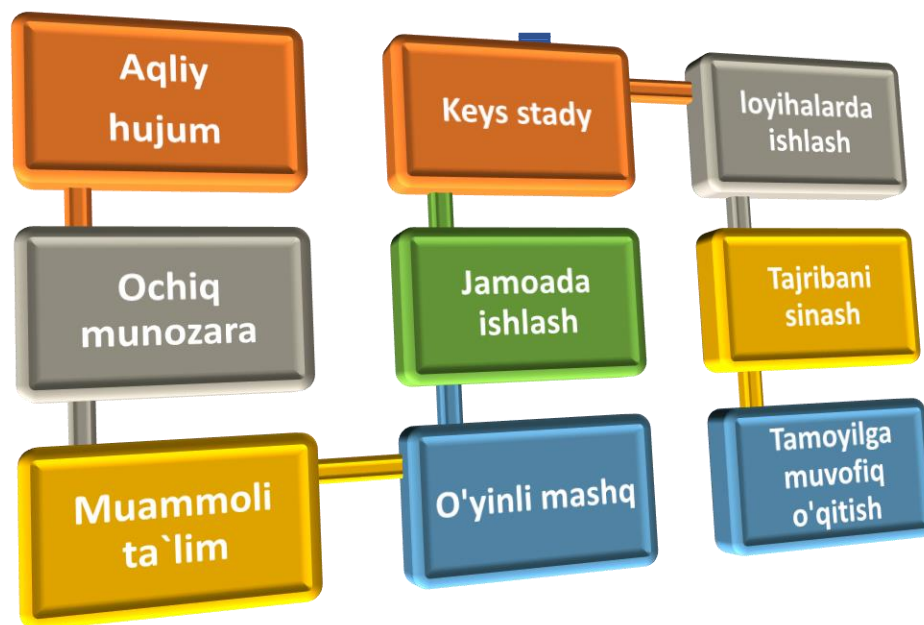 Aqliy
hujum
Ochiq
munozara
Muammoli
ta`lim
O'yinli mashq
Jamoada
ishlash
Keys stady
loyihalarda
ishlash
Tajribani
sinash
Tamoyilga
muvofiq
o'qitish